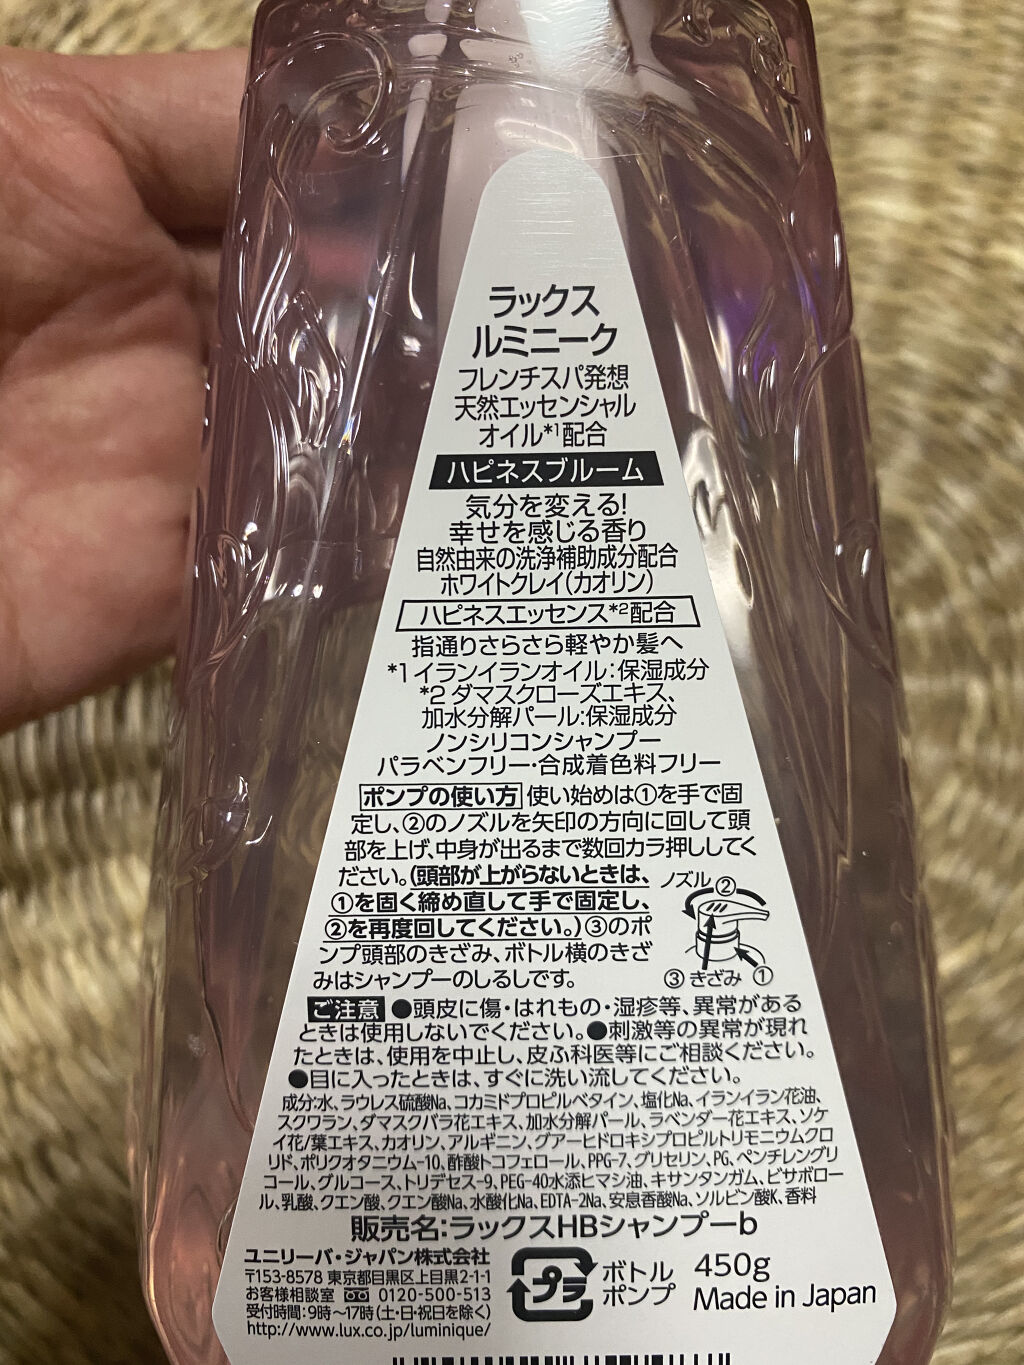 ラックス
ルミニーク
フレンチスパ発想
天然エッセンシャル
オイル*1配合
ハピネスブルーム
気分を変える!
幸せを感じる香り
自然由来の洗浄補助成分配合
ホワイトクレイ(カオリン)
ハピネスエッセンス*2配合
指通りさらさら軽やか髪へ
*1イランイランオイル:保湿成分
*2 ダマスクローズエキス、
加水分解パール:保湿成分
ノンシリコンシャンプー
パラベンフリー・合成着色料フリー
ポンプの使い方 使い始めは①を手で固
定し、②のノズルを矢印の方向に回して頭
部を上げ、中身が出るまで数回カラ押ししてく
ださい。(頭部が上がらないときは、
①を固く締め直して手で固定し、
②を再度回してください。)③のポ
ンプ頭部のきざみ、ボトル横のきざ
みはシャンプーのしるしです。
ノズル ②
③ きざみ ①
ご注意 ●頭皮に傷・はれもの・湿疹等、異常がある
ときは使用しないでください。●刺激等の異常が現れ
たときは、使用を中止し、皮ふ科医等にご相談ください。
●目に入ったときは、すぐに洗い流してください。
成分:水、ラウレス硫酸Na、コカミドプロピルベタイン、塩化Na、イランイラン花油、
スクワラン、ダマスクバラ花エキス、加水分解パール、ラベンダー花エキス、ソケ
イ花/葉エキス、カオリン、アルギニン、グアーヒドロキシプロピルトリモニウムクロ
リド、ポリクオタニウム-10、酢酸トコフェロール、PPG-7、グリセリン、PG、ペンチレングリ
コール、グルコース、トリデセス-9、PEG-40水添ヒマシ油、キサンタンガム、ビサボロー
ル、乳酸、クエン酸、クエン酸Na、水酸化Na、EDTA-2Na、安息香酸Na、ソルビン酸K、香料
販売名:ラックスHBシャンプーb
ユニリーバ・ジャパン株式会社
〒153-8578 東京都目黒区上目黒2-1-1
お客様相談室 0120-500-513
受付時間:9時～17時(土・日・祝日を除く)
http://www.lux.co.jp/luminique/
プラ
ボトル
ポンプ
450g
Made in Japan